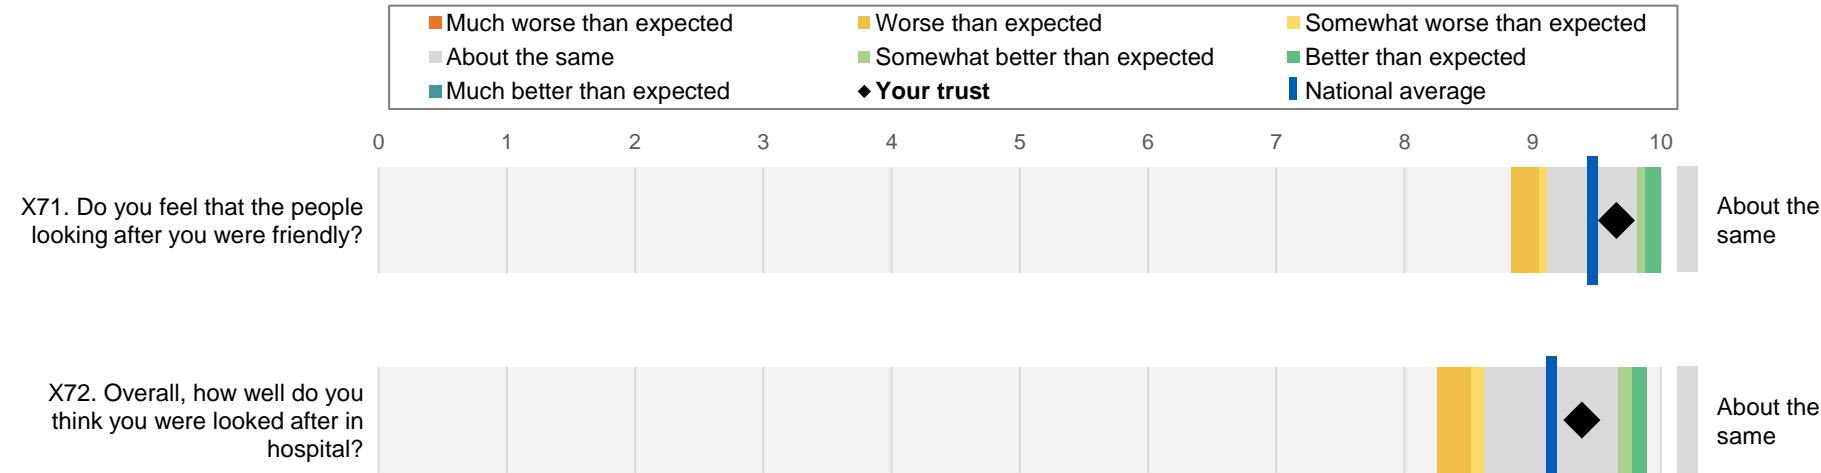 Much worse than expected
Worse than expected
Somewhat worse than expected
About the same
Somewhat better than expected
Better than expected
Much better than expected
Your trust
National average
0 1 2 3 4 5 6 7 8 9 10
X71. Do you feel that the people
looking after you were friendly?
About the
same
X72. Overall, how well do you
think you were looked after in
hospital?
About the
same